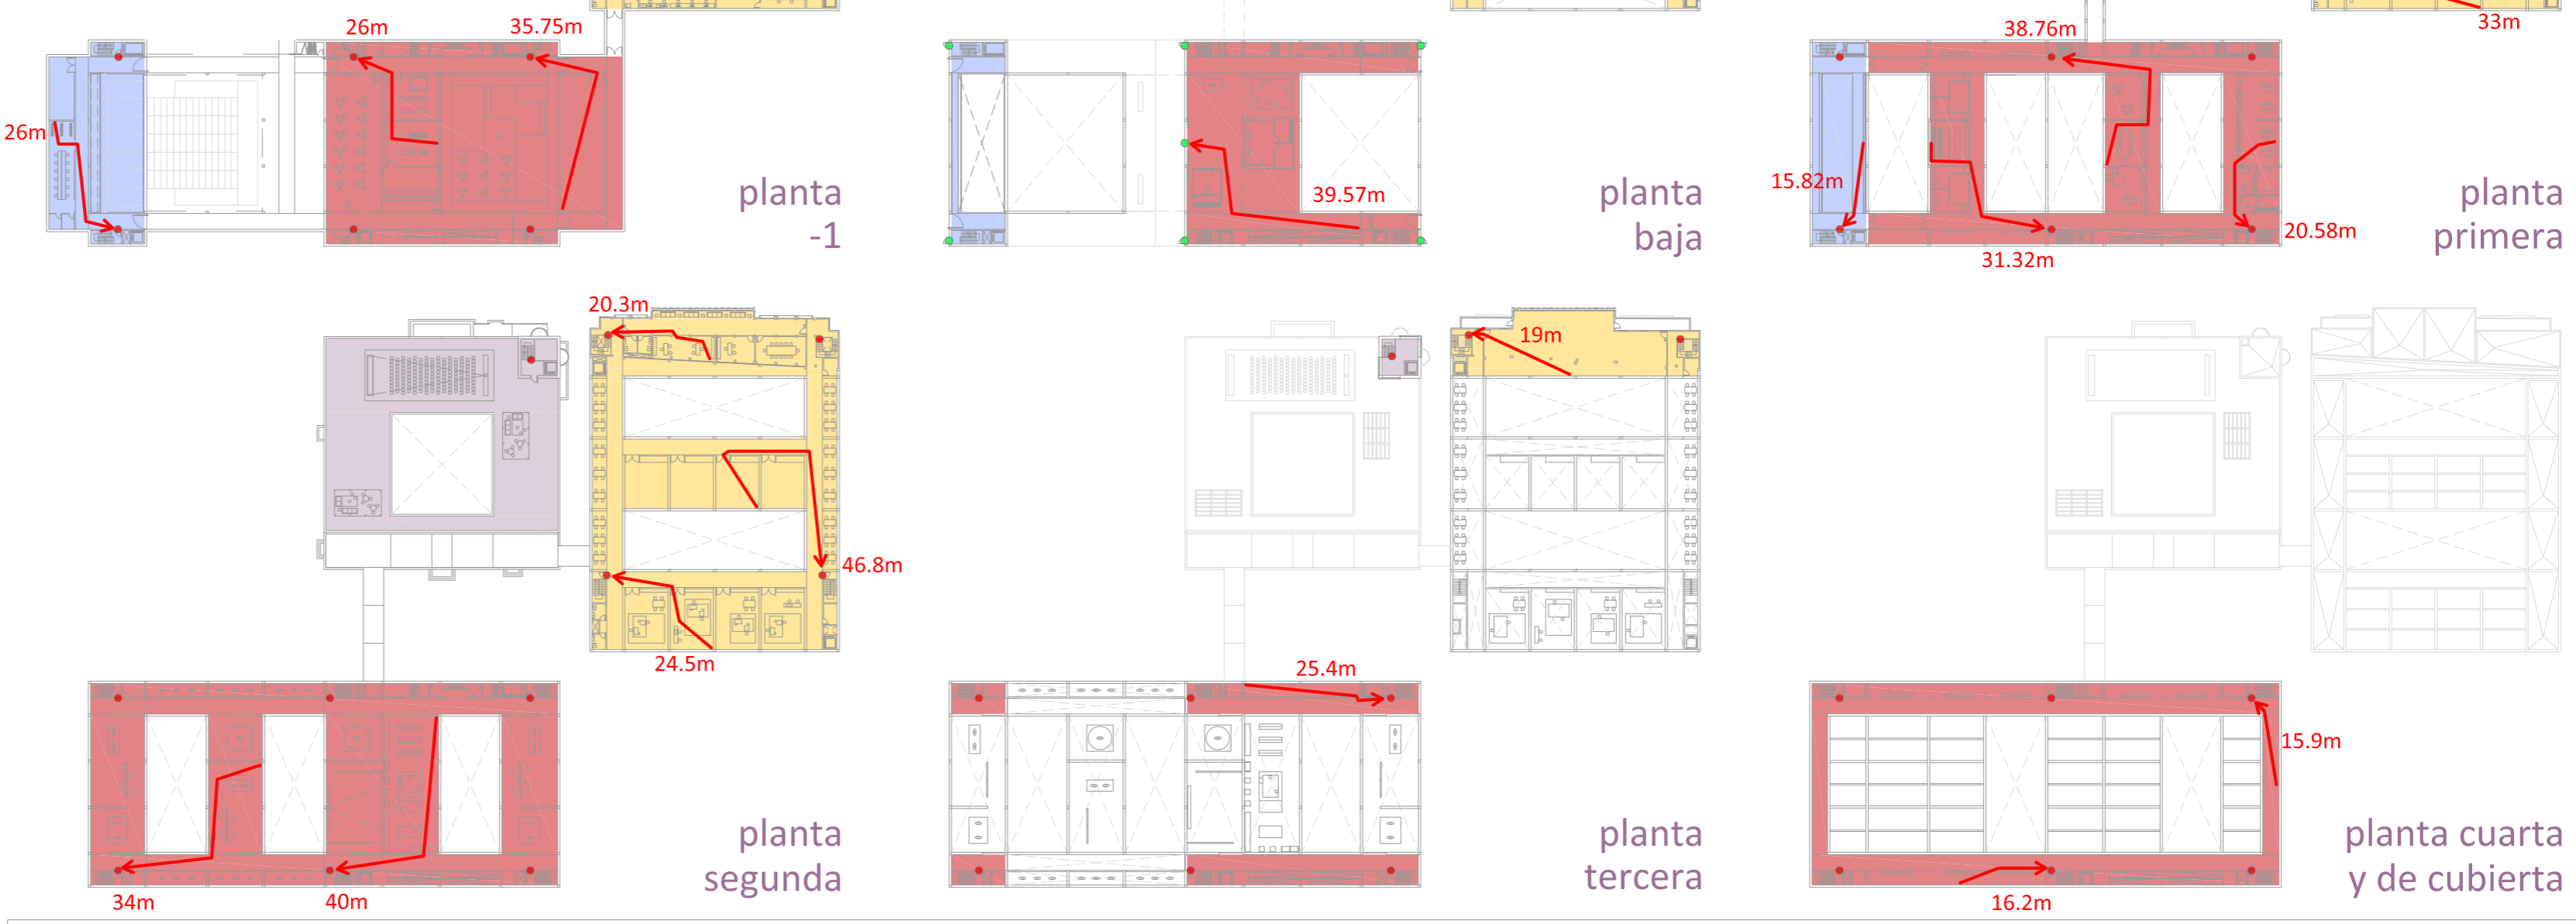 26m
35.75m
38.76m
33m
26m
39.57m
15.82m
20.58m
31.32m
planta
-1
planta
baja
planta
primera
20.3m
19m
46.8m
24.5m
25.4m
15.9m
34m
40m
16.2m
planta
segunda
planta
tercera
planta cuarta
y de cubierta